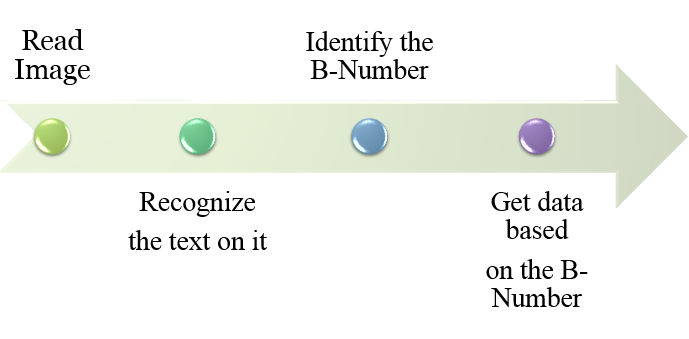 Read
Image
Recognize
the text on it
Identify the
B-Number
Get data
based
on the B-
Number